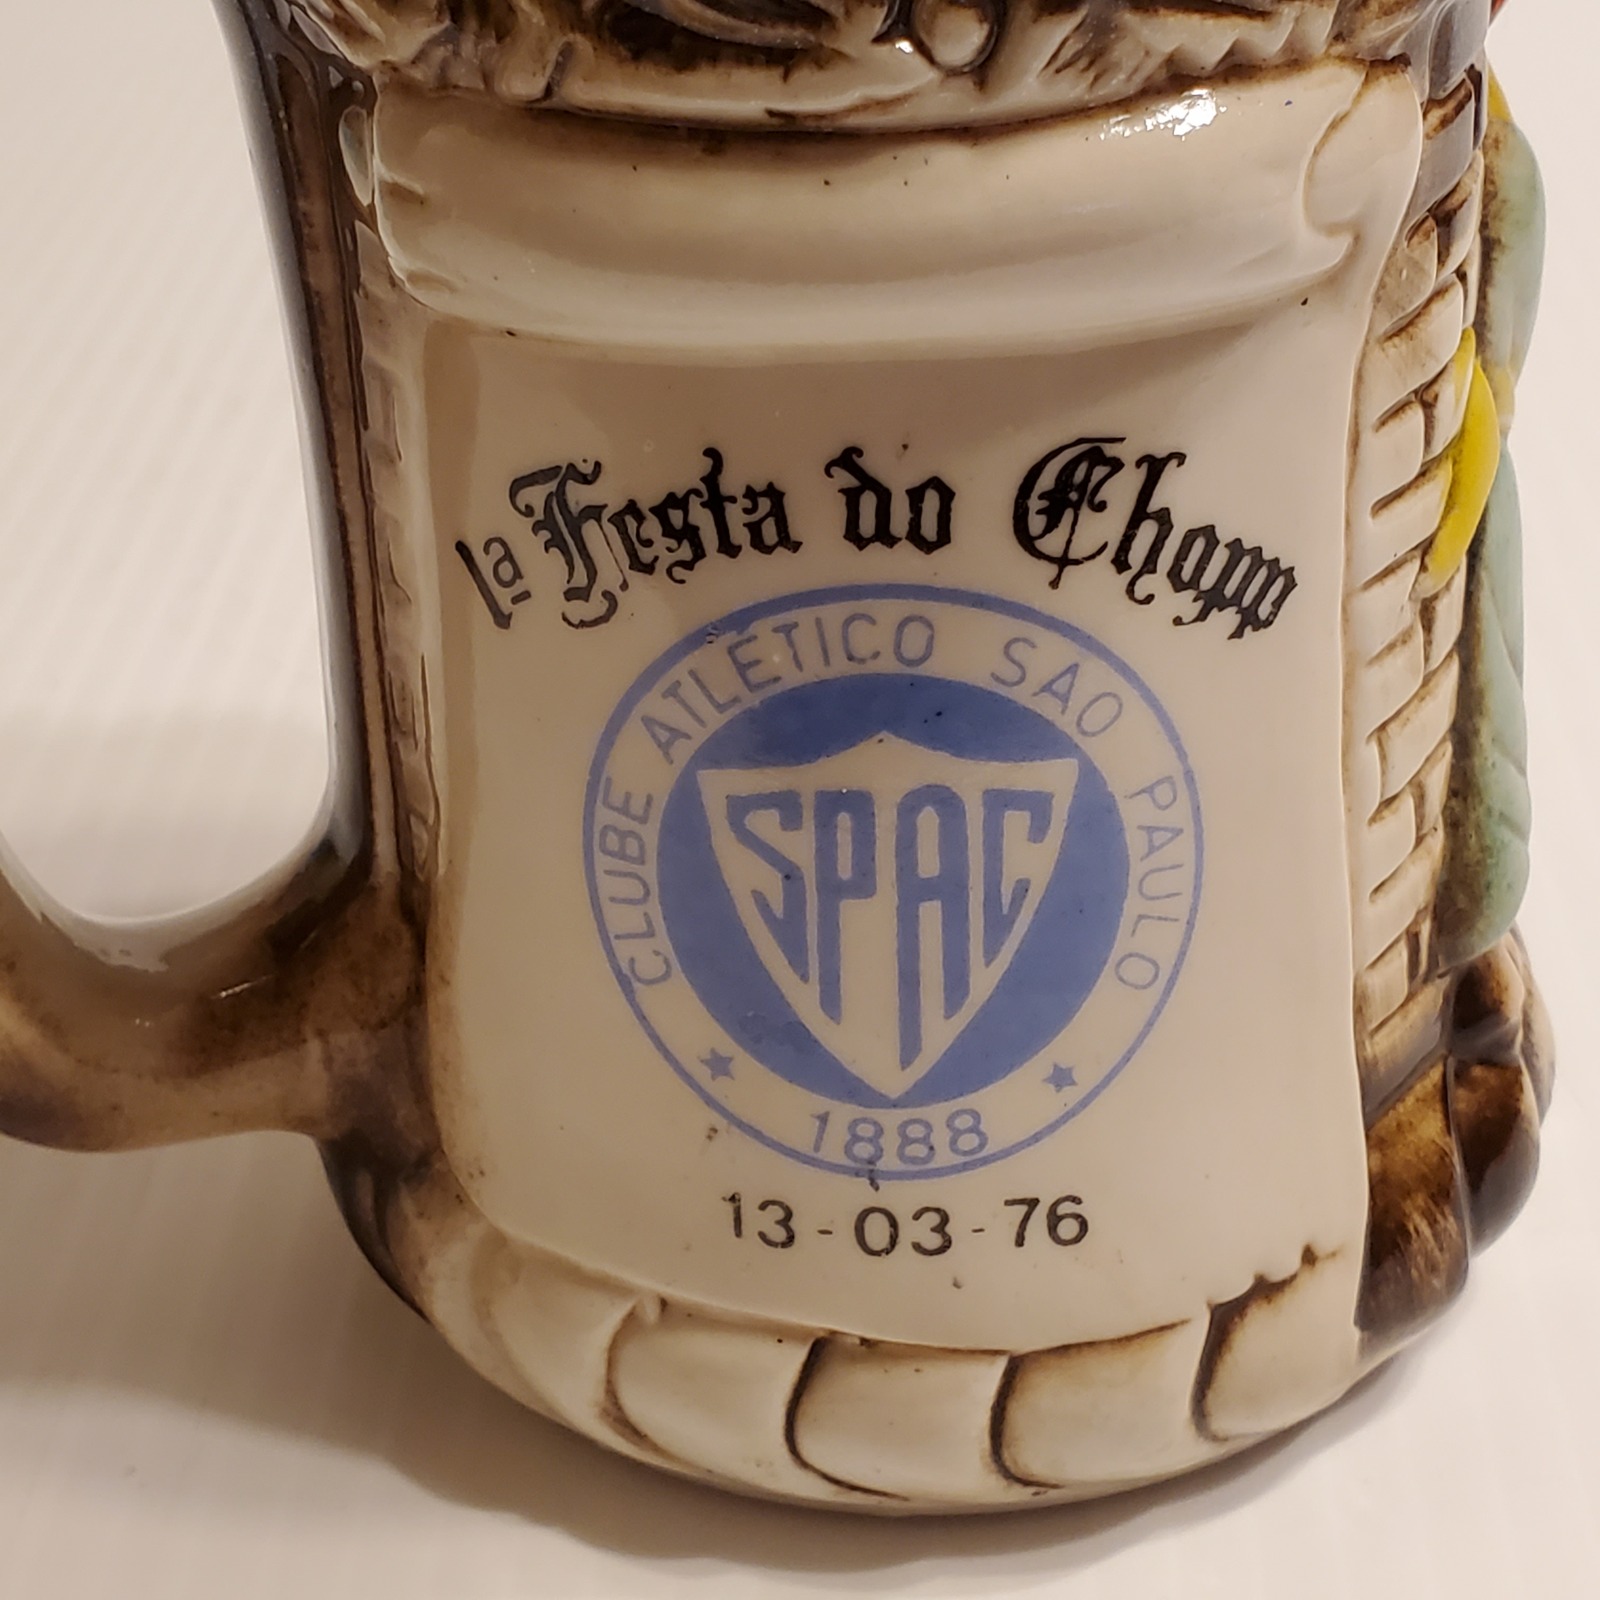 1ª Festa do Chopp
CLUBE ATLETICO SAO PAULO
SPAC
1888
13-03-76